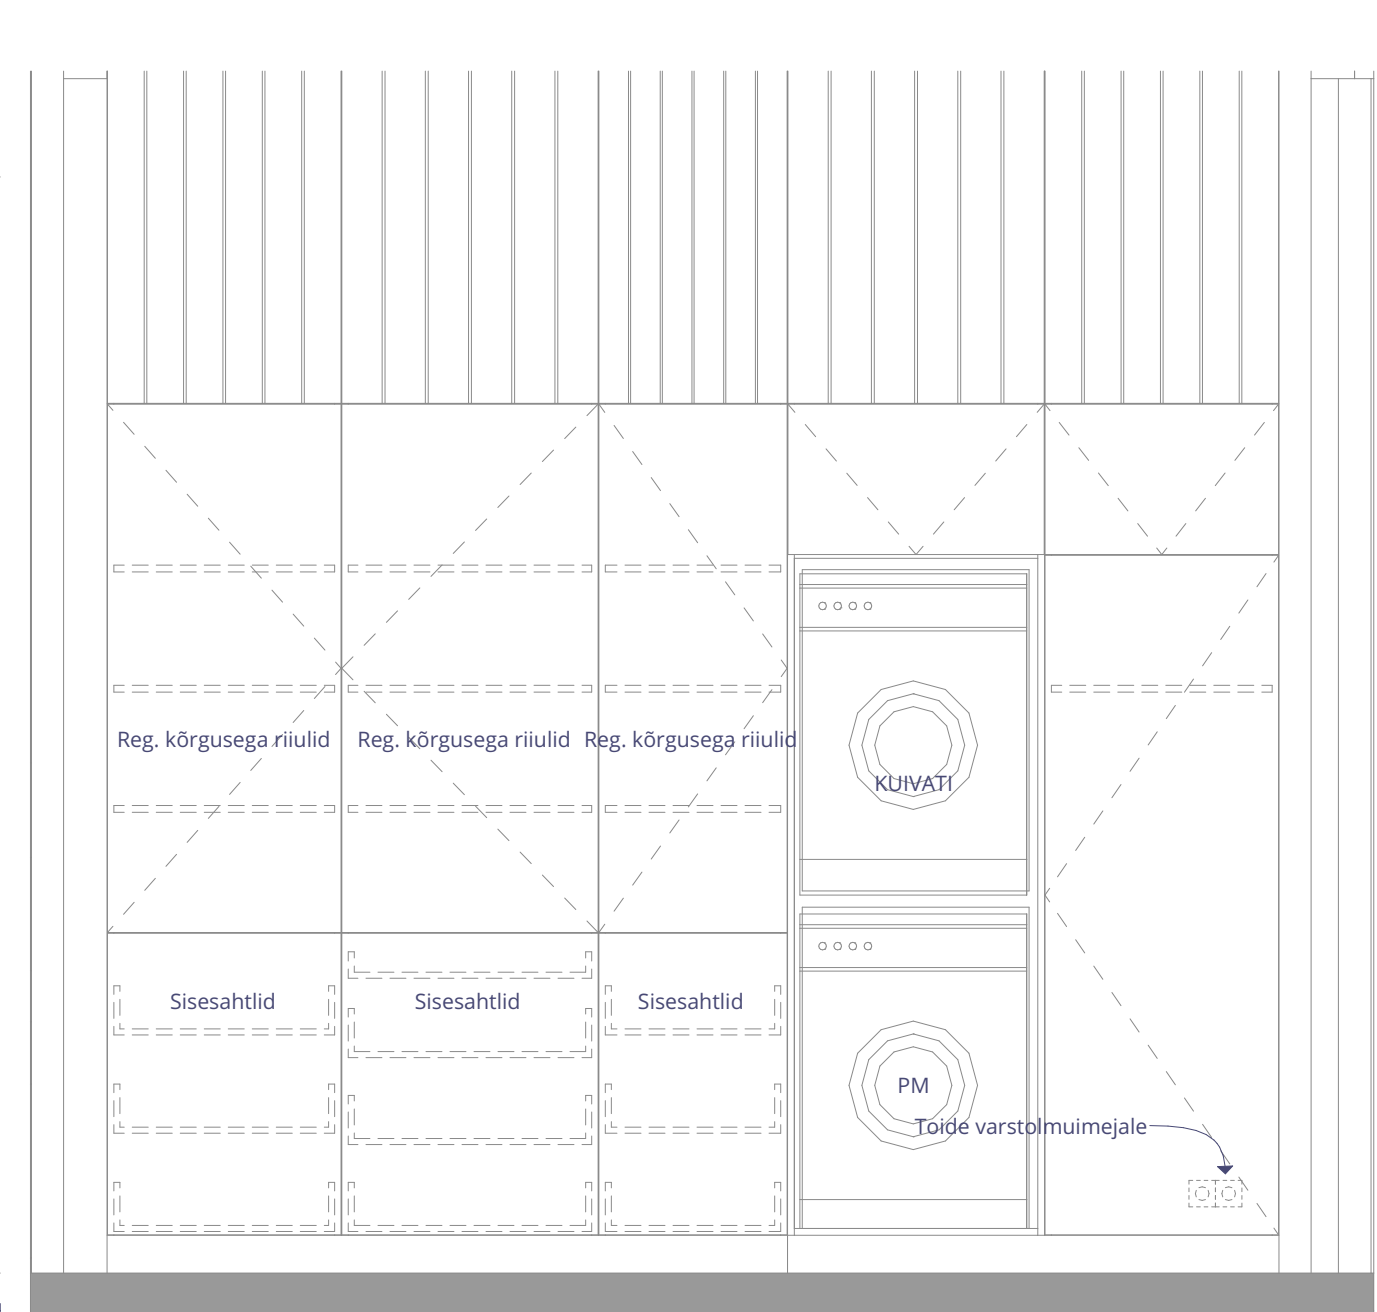 Reg. kõrgusega riiulid
Reg. kõrgusega riiulid
Reg. kõrgusega riiulid
KUIVATI
Sisesahtlid
Sisesahtlid
Sisesahtlid
PM
Toide varstolmuimejale